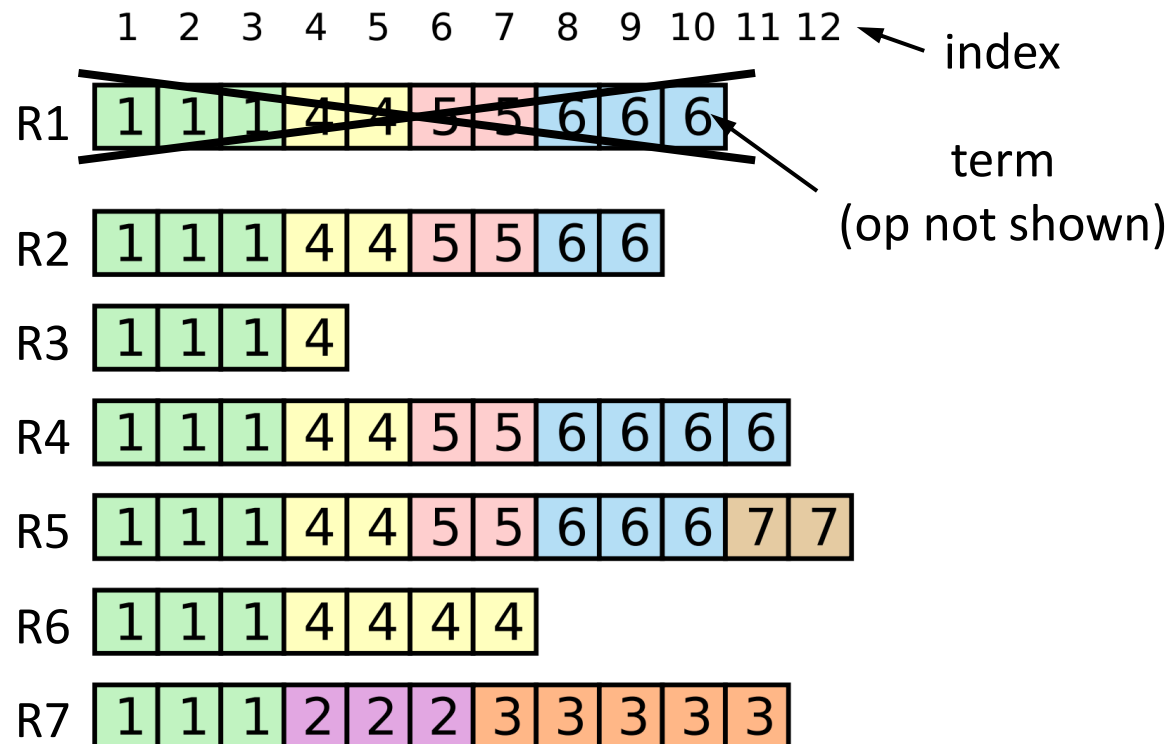 1 2 3 4 5 6 7 8 9 10 11 12
index
R1 1 1 1 4 4 5 5 6 6 6
term
(op not shown)
R2 1 1 1 4 4 5 5 6 6
R3 1 1 1 4
R4 1 1 1 4 4 5 5 6 6 6 6
R5 1 1 1 4 4 5 5 6 6 6 7 7
R6 1 1 1 4 4 4 4
R7 1 1 1 2 2 2 3 3 3 3 3